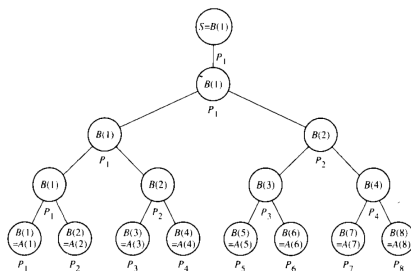 S=B(1)
P1
B(1)
P1
B(1) B(2)
P1 P2
B(1) B(2) B(3) B(4)
P1 P2 P3 P4
B(1) B(2) B(3) B(4) B(5) B(6) B(7) B(8)
=A(1) =A(2) =A(3) =A(4) =A(5) =A(6) =A(7) =A(8)
P1 P2 P3 P4 P5 P6 P7 P8